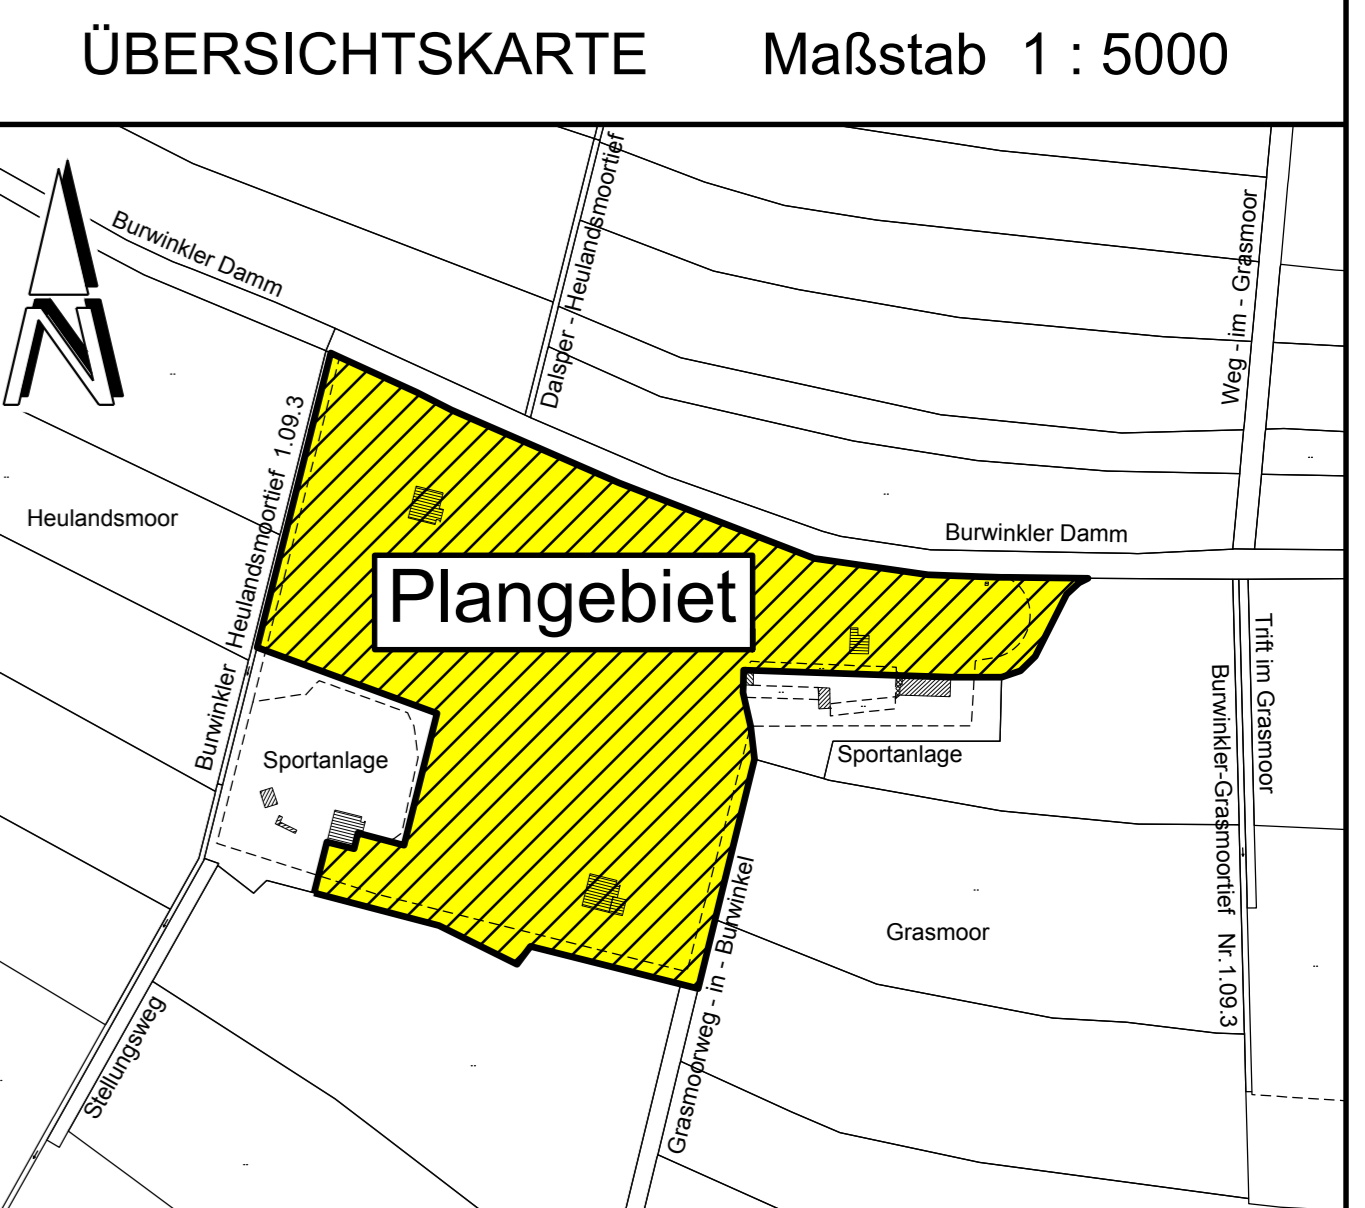 ÜBERSICHTSKARTE Maßstab 1 : 5000
Burwinkler Damm
Dalsper - Heulandsmoortief
Weg - im - Grasmoor
N
Burwinkler Heulandsmoortief 1.09.3
Heulandsmoor
Burwinkler Damm
Plangebiet
Sportanlage
Sportanlage
Trift im Grasmoor
Burwinkler-Grasmoortief Nr.1.09.3
Grasmoor
Grasmoorweg - in - Burwinkel
Stellungsweg